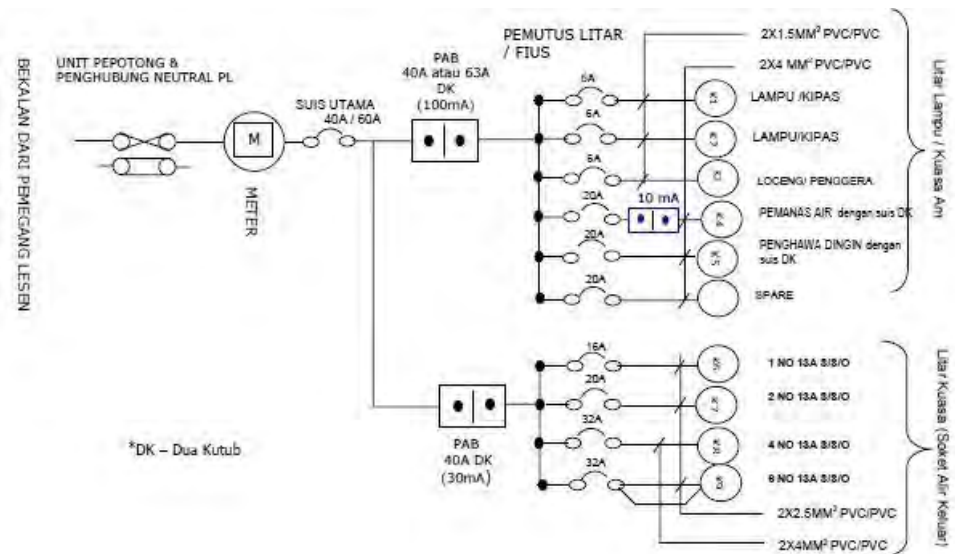 BEKALAN DARI PEMEGANG LESEN
UNIT PEPOTONG &
PENGHUBUNG NEUTRAL PL
M
METER
SUIS UTAMA
40A / 60A
PAB
40A atau 63A
DK
(100mA)
PEMUTUS LITAR
/ FIUS
2X1.5MM² PVC/PVC
2X4 MM² PVC/PVC
6A
K1
LAMPU /KIPAS
6A
LAMPU/KIPAS
6A
LOCENG/ PENGGERA
20A
10 mA
K4
PEMANAS AIR dengan suis DK
20A
K5
PENGHAWA DINGIN dengan
suis DK
20A
SPARE
Litar Lampu / Kuasa Am
PAB
40A DK
(30mA)
16A
1 NO 13A S/S/O
20A
K7
2 NO 13A S/S/O
32A
4 NO 13A S/S/O
32A
6 NO 13A S/S/O
2X2.5MM² PVC/PVC
2X4MM² PVC/PVC
Litar Kuasa (Soket Alir Keluar)
*DK – Dua Kutub